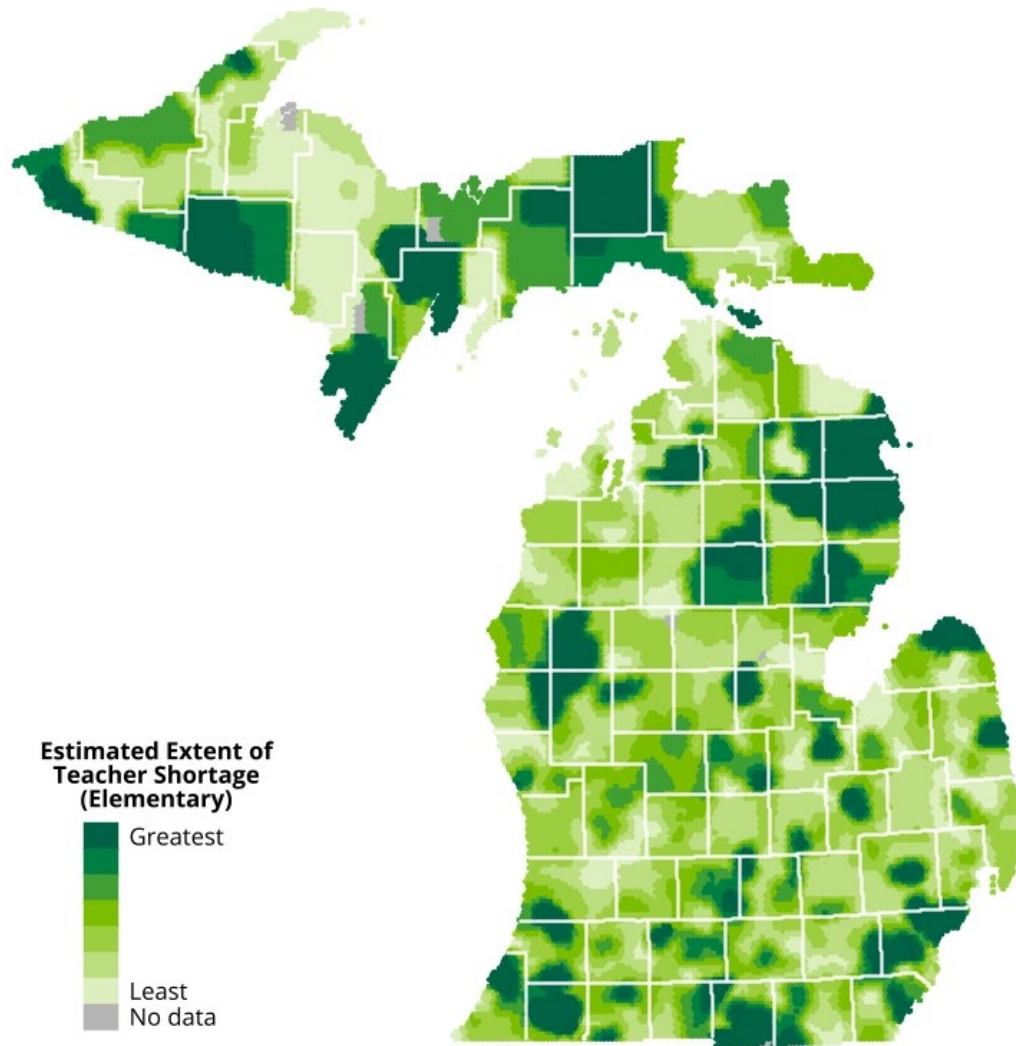 Estimated Extent of
Teacher Shortage
(Elementary)
Greatest
Least
No data